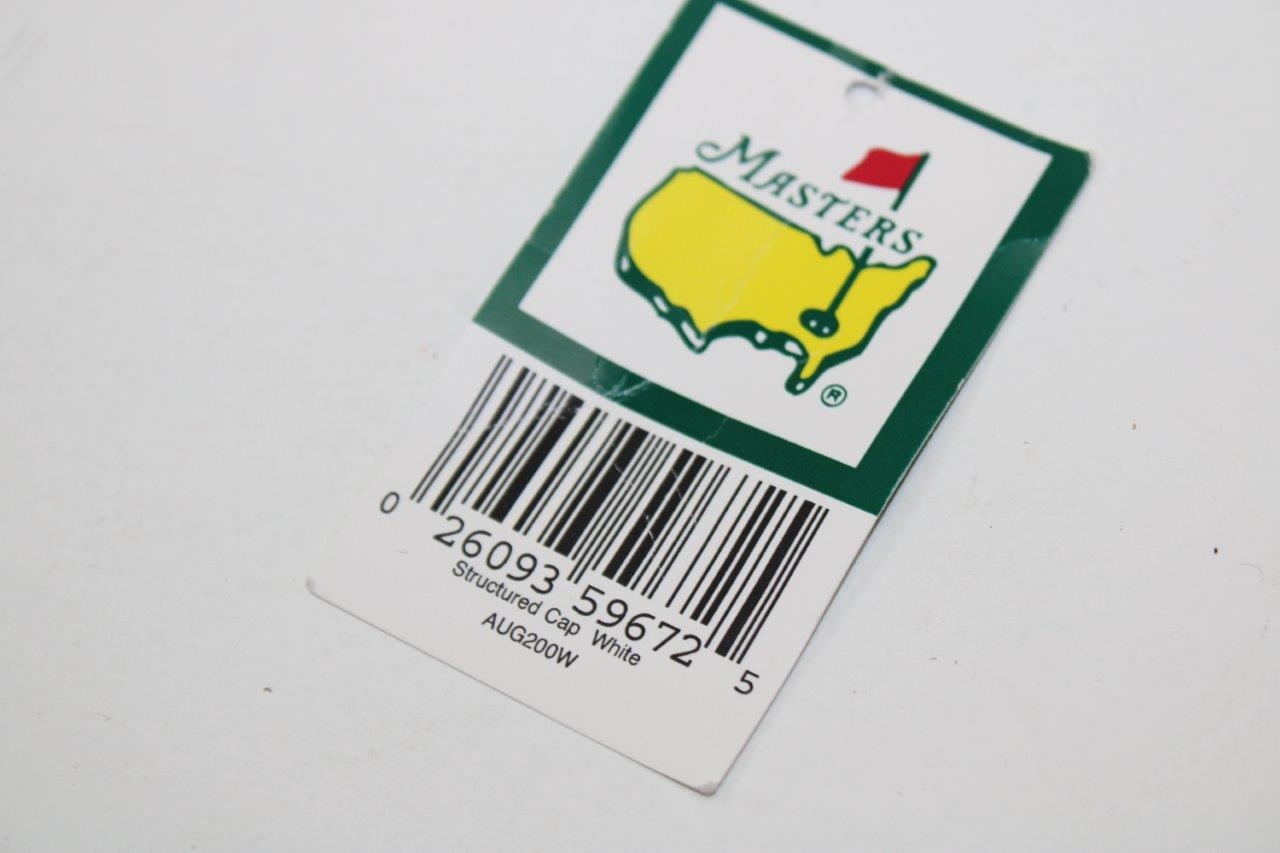 MASTERS
®
0 26093 59672 5
Structured Cap White
AUG200W